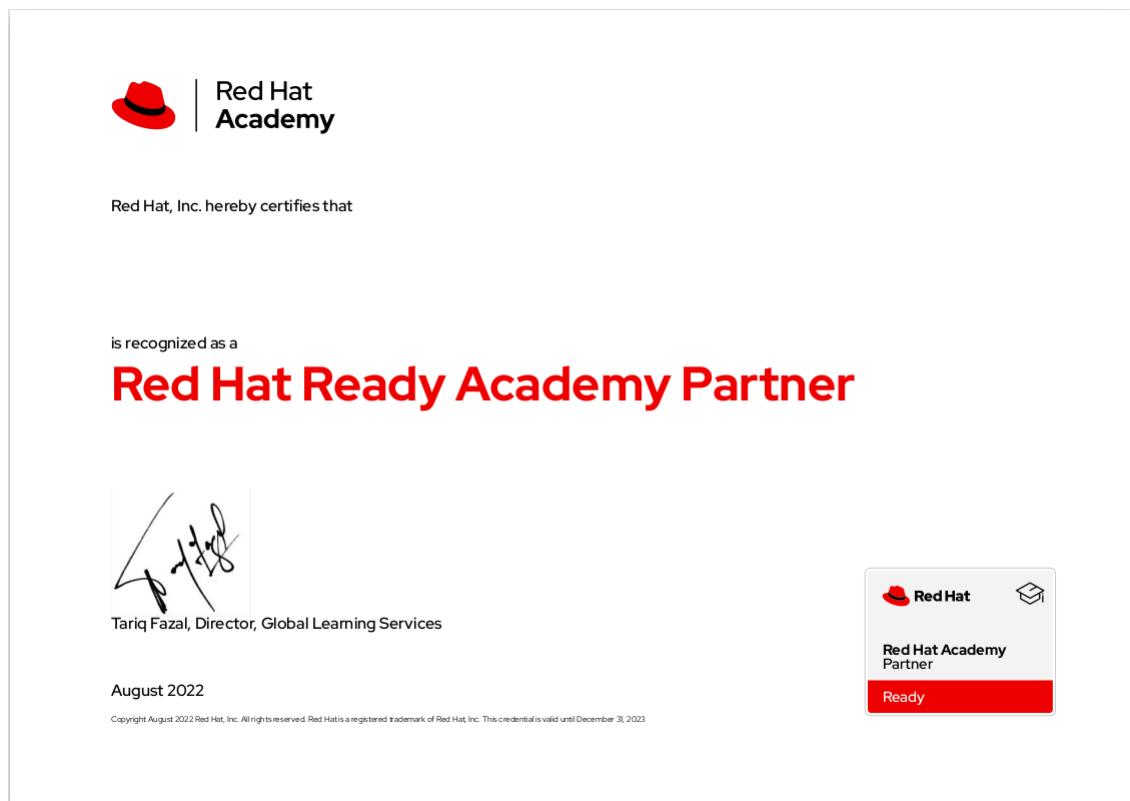 Red Hat
Academy
Red Hat, Inc. hereby certifies that
is recognized as a
Red Hat Ready Academy Partner
Tariq Fazal, Director, Global Learning Services
August 2022
Copyright August 2022 Red Hat, Inc. All rights reserved. Red Hat is a registered trademark of Red Hat, Inc. This credential is valid until December 31, 2023
Red Hat
Red Hat Academy
Partner
Ready